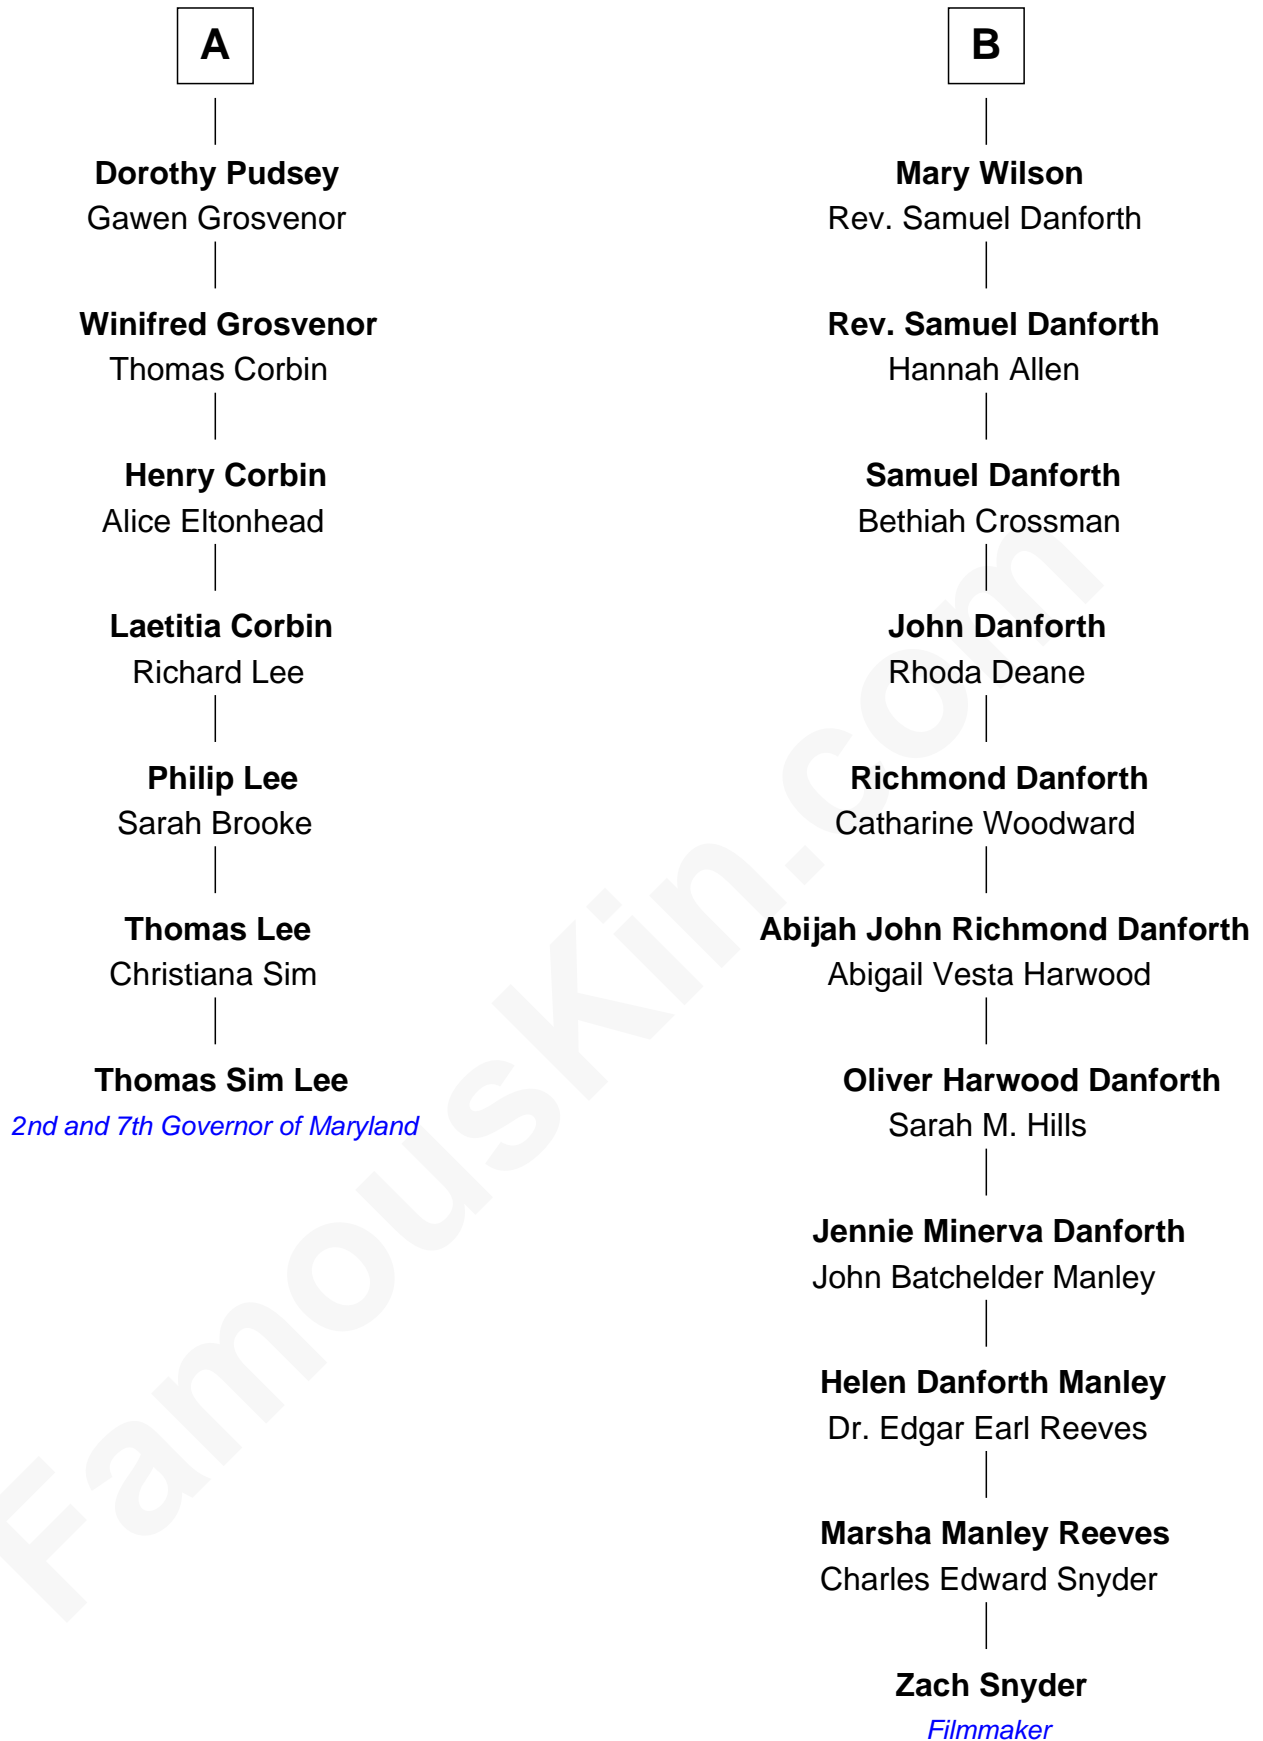 A
Dorothy Pudsey
Gawen Grosvenor
Winifred Grosvenor
Thomas Corbin
Henry Corbin
Alice Eltonhead
Laetitia Corbin
Richard Lee
Philip Lee
Sarah Brooke
Thomas Lee
Christiana Sim
Thomas Sim Lee
2nd and 7th Governor of Maryland
B
Mary Wilson
Rev. Samuel Danforth
Rev. Samuel Danforth
Hannah Allen
Samuel Danforth
Bethiah Crossman
John Danforth
Rhoda Deane
Richmond Danforth
Catharine Woodward
Abijah John Richmond Danforth
Abigail Vesta Harwood
Oliver Harwood Danforth
Sarah M. Hills
Jennie Minerva Danforth
John Batchelder Manley
Helen Danforth Manley
Dr. Edgar Earl Reeves
Marsha Manley Reeves
Charles Edward Snyder
Zach Snyder
Filmmaker
FamousKin.com